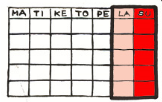 MA TI KE TO PE LA